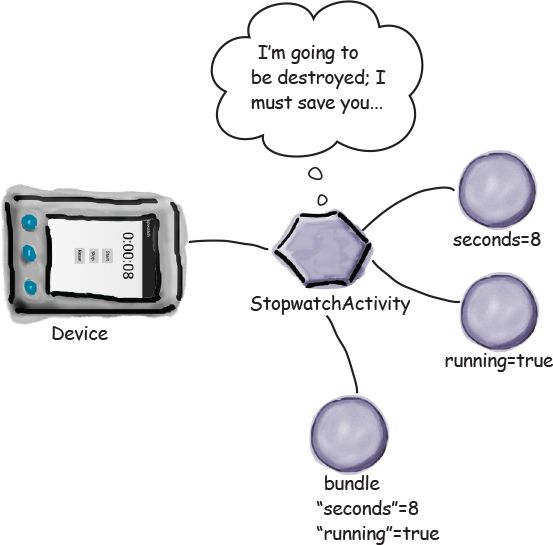 I'm going to
be destroyed; I
must save you...
0:00:08
Start
Stop
Reset
seconds=8
StopwatchActivity
Device
running=true
bundle
“seconds”=8
“running”=true